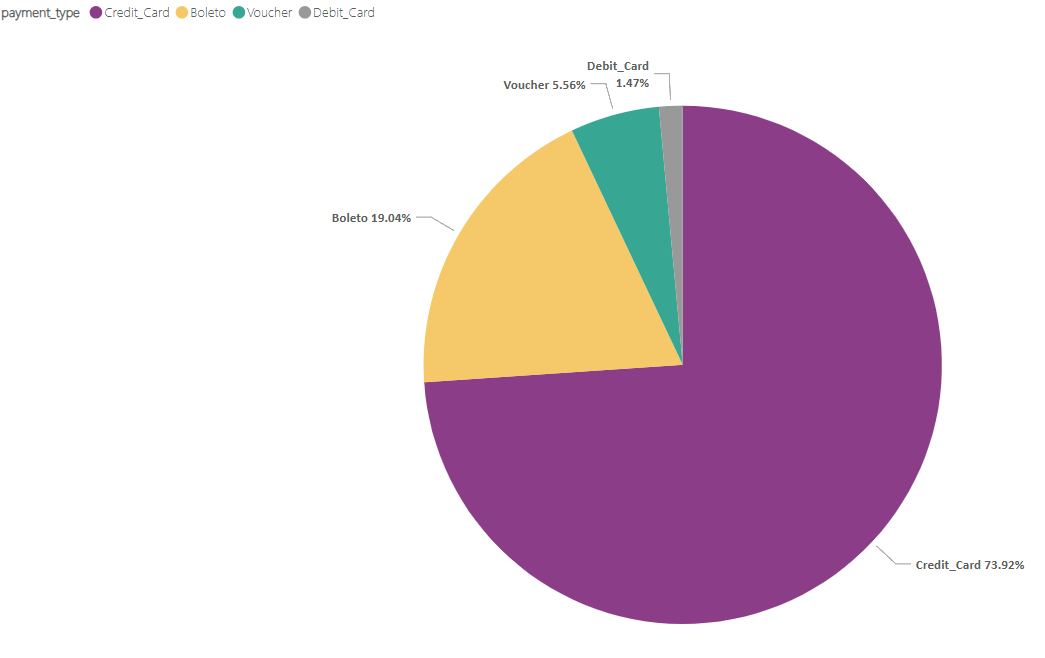 payment_type Credit_Card Boleto Voucher Debit_Card
Debit_Card
1.47%
Voucher 5.56%
Boleto 19.04%
Credit_Card 73.92%